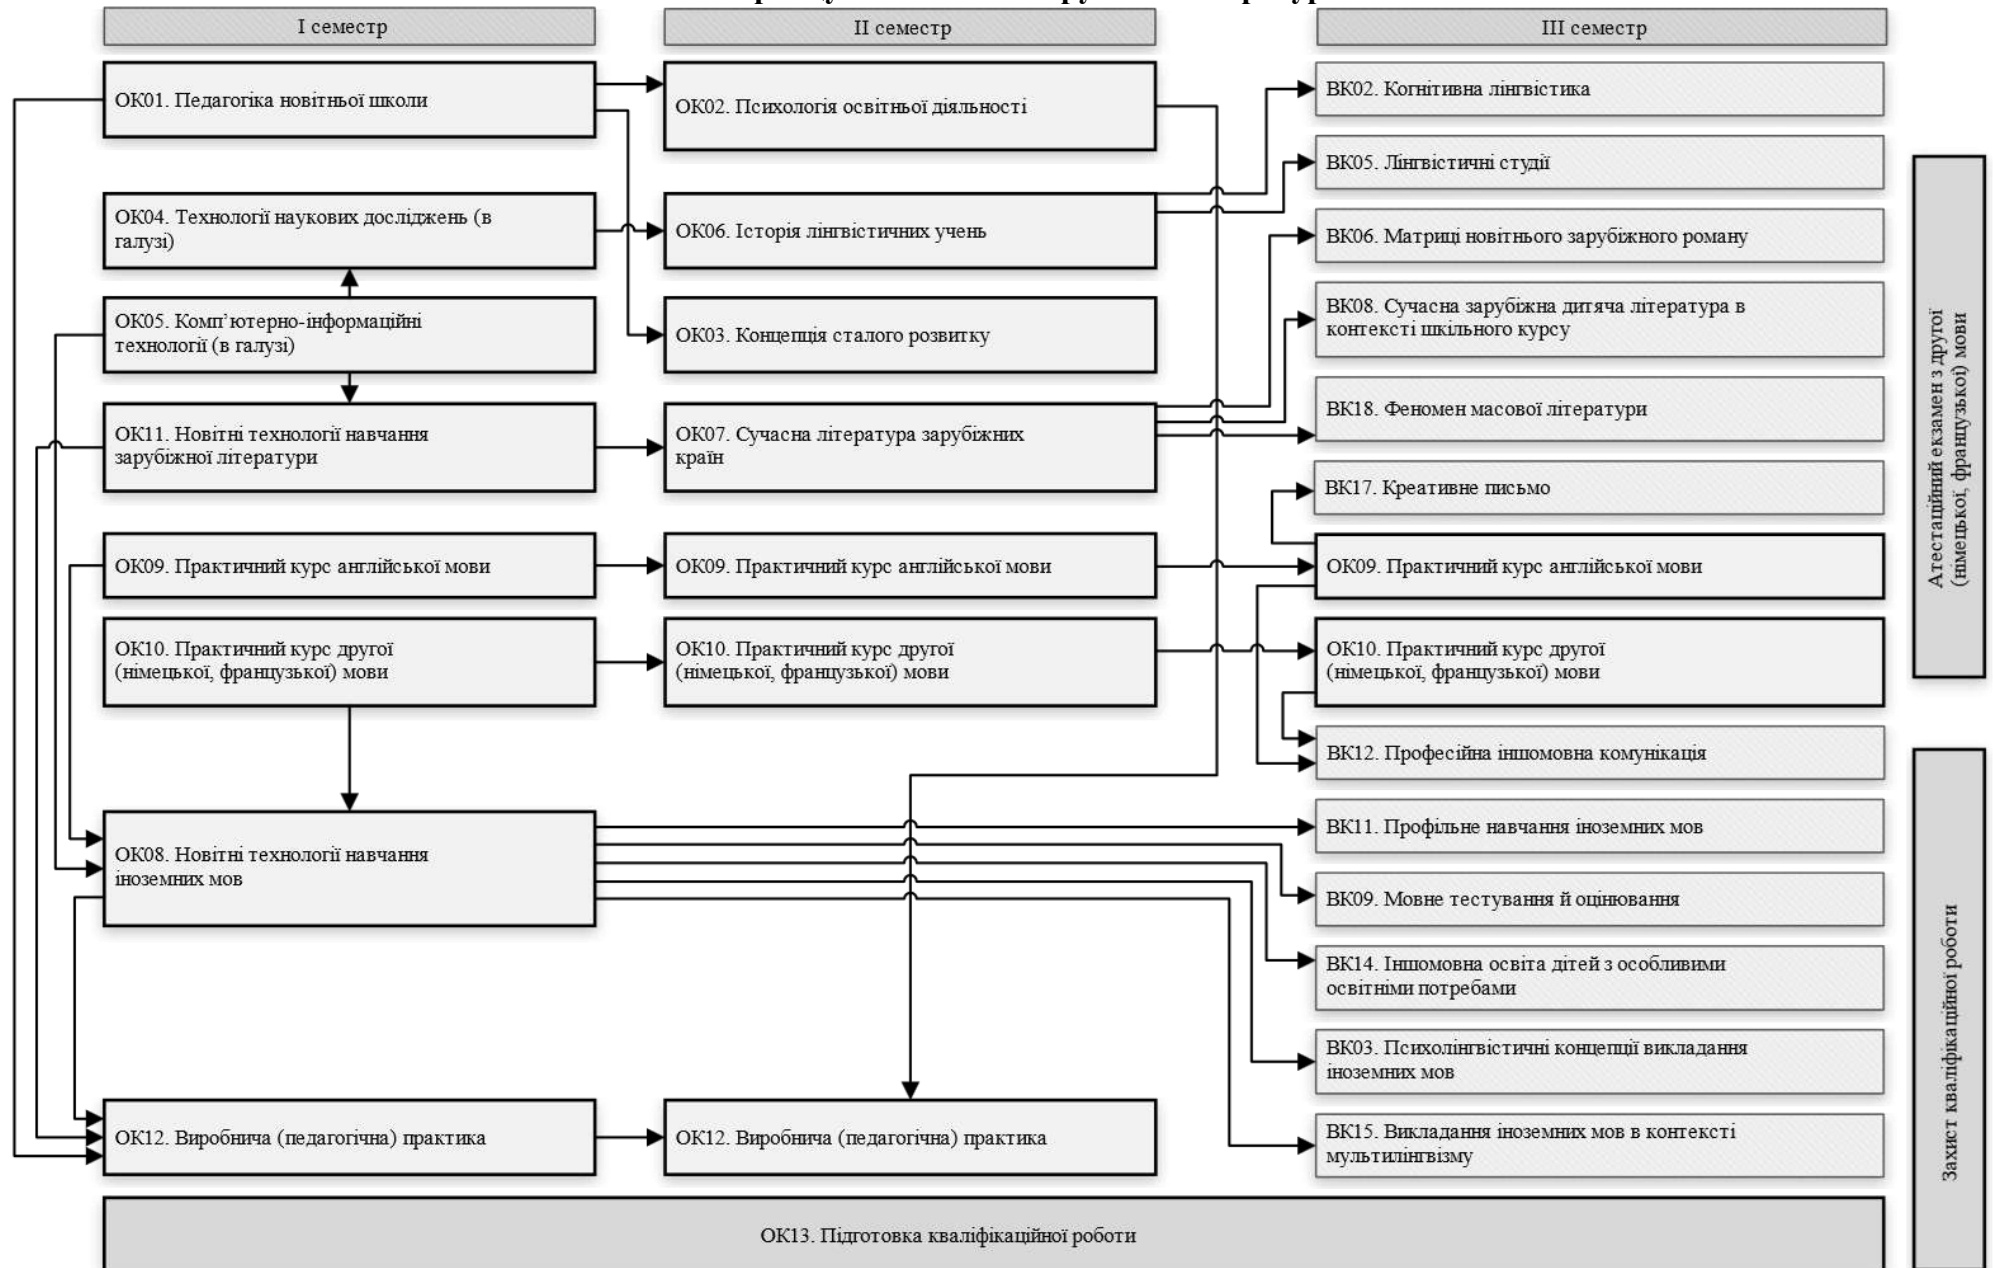 I семестр
ОК01. Педагогіка новітньої школи
ОК04. Технології наукових досліджень (в
галузі)
ОК05. Комп’ютерно-інформаційні
технології (в галузі)
ОК11. Новітні технології навчання
зарубіжної літератури
ОК09. Практичний курс англійської мови
ОК10. Практичний курс другої
(німецької, французької) мови
ОК08. Новітні технології навчання
іноземних мов
ОК12. Виробнича (педагогічна) практика
II семестр
ОК02. Психологія освітньої діяльності
ОК06. Історія лінгвістичних учень
ОК03. Концепція сталого розвитку
ОК07. Сучасна література зарубіжних
країн
ОК09. Практичний курс англійської мови
ОК10. Практичний курс другої
(німецької, французької) мови
ОК12. Виробнича (педагогічна) практика
III семестр
ВК02. Когнітивна лінгвістика
ВК05. Лінгвістичні студії
ВК06. Матриці новітнього зарубіжного роману
ВК08. Сучасна зарубіжна дитяча література в
контексті шкільного курсу
ВК18. Феномен масової літератури
ВК17. Креативне письмо
ОК09. Практичний курс англійської мови
ОК10. Практичний курс другої
(німецької, французької) мови
ВК12. Професійна іншомовна комунікація
ВК11. Профільне навчання іноземних мов
ВК09. Мовне тестування й оцінювання
ВК14. Іншомовна освіта дітей з особливими
освітніми потребами
ВК03. Психолінгвістичні концепції викладання
іноземних мов
ВК15. Викладання іноземних мов в контексті
мультилінгвізму
ОК13. Підготовка кваліфікаційної роботи
Атестаційний екзамен з другої
(німецької, французької) мови
Захист кваліфікаційної роботи